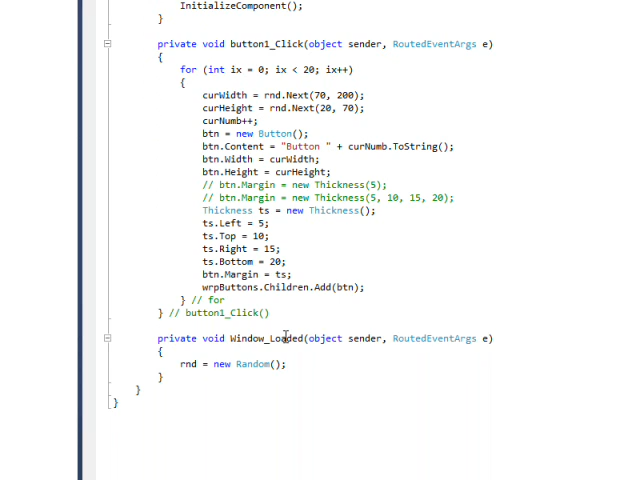 InitializeComponent();
}
private void button1_Click(object sender, RoutedEventArgs e)
{
for (int ix = 0; ix < 20; ix++)
{
curWidth = rnd.Next(70, 200);
curHeight = rnd.Next(20, 70);
curNumb++;
btn = new Button();
btn.Content = "Button " + curNumb.ToString();
btn.Width = curWidth;
btn.Height = curHeight;
// btn.Margin = new Thickness(5);
// btn.Margin = new Thickness(5, 10, 15, 20);
Thickness ts = new Thickness();
ts.Left = 5;
ts.Top = 10;
ts.Right = 15;
ts.Bottom = 20;
btn.Margin = ts;
wrpButtons.Children.Add(btn);
} // for
} // button1_Click()
private void Window_Loaded(object sender, RoutedEventArgs e)
{
rnd = new Random();
}
}
}